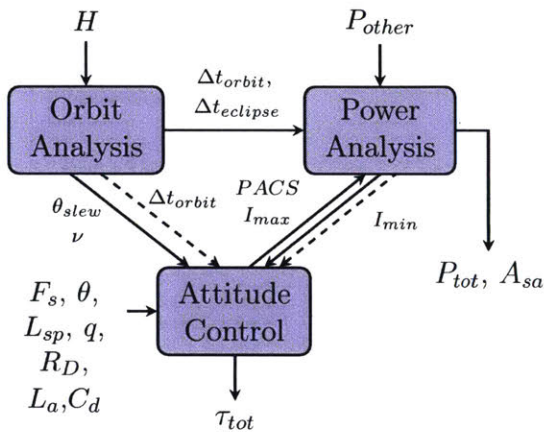 H
P_other
Orbit
Analysis
Δt_orbit,
Δt_eclipse
Power
Analysis
θ_slew
ν
Δt_orbit
PACS
I_max
I_min
P_tot, A_sa
F_s, θ,
L_sp, q,
R_D,
L_a,C_d
Attitude
Control
τ_tot